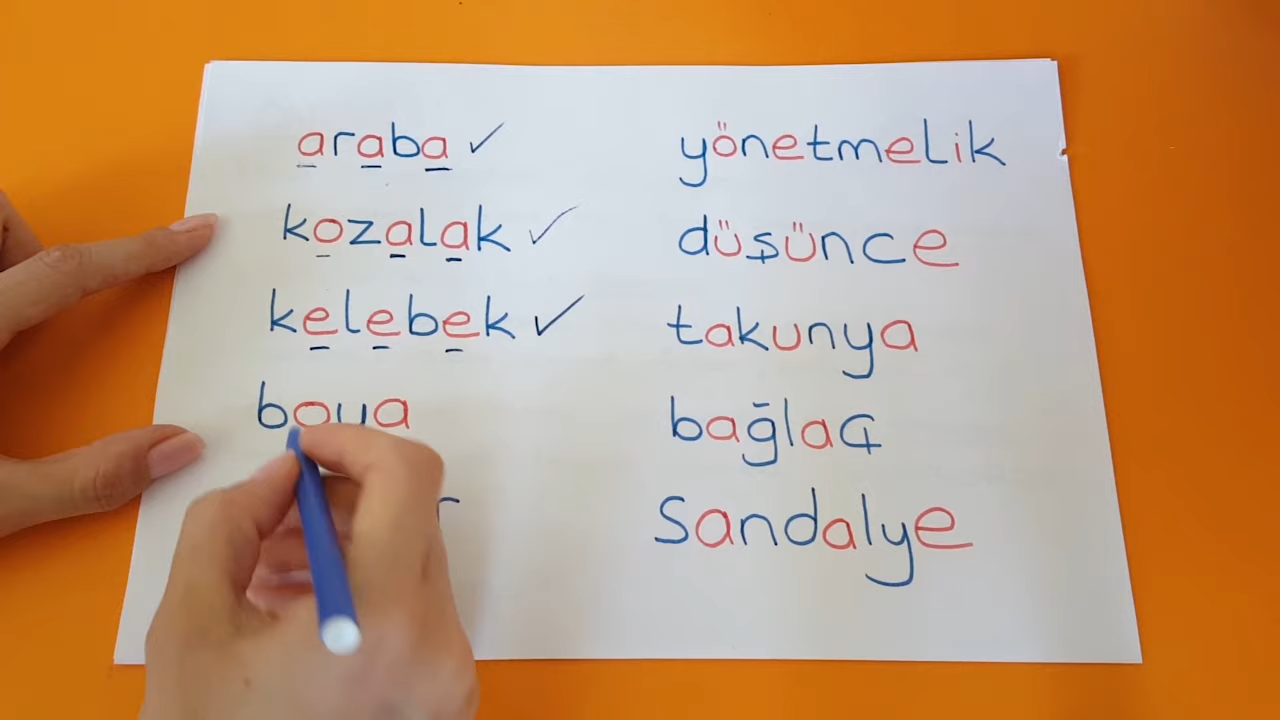 araba
kozalak
kelebek
boya
yönetmelik
düşünce
takunya
bağlaç
sandalye